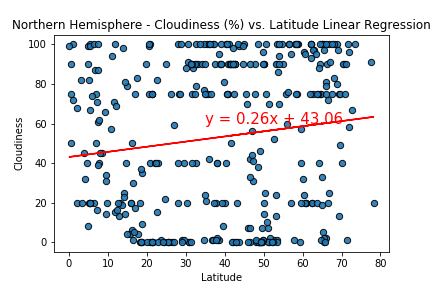 Northern Hemisphere - Cloudiness (%) vs. Latitude Linear Regression
100
80
60
40
20
0
Cloudiness
y = 0.26x + 43.06
0 10 20 30 40 50 60 70 80
Latitude